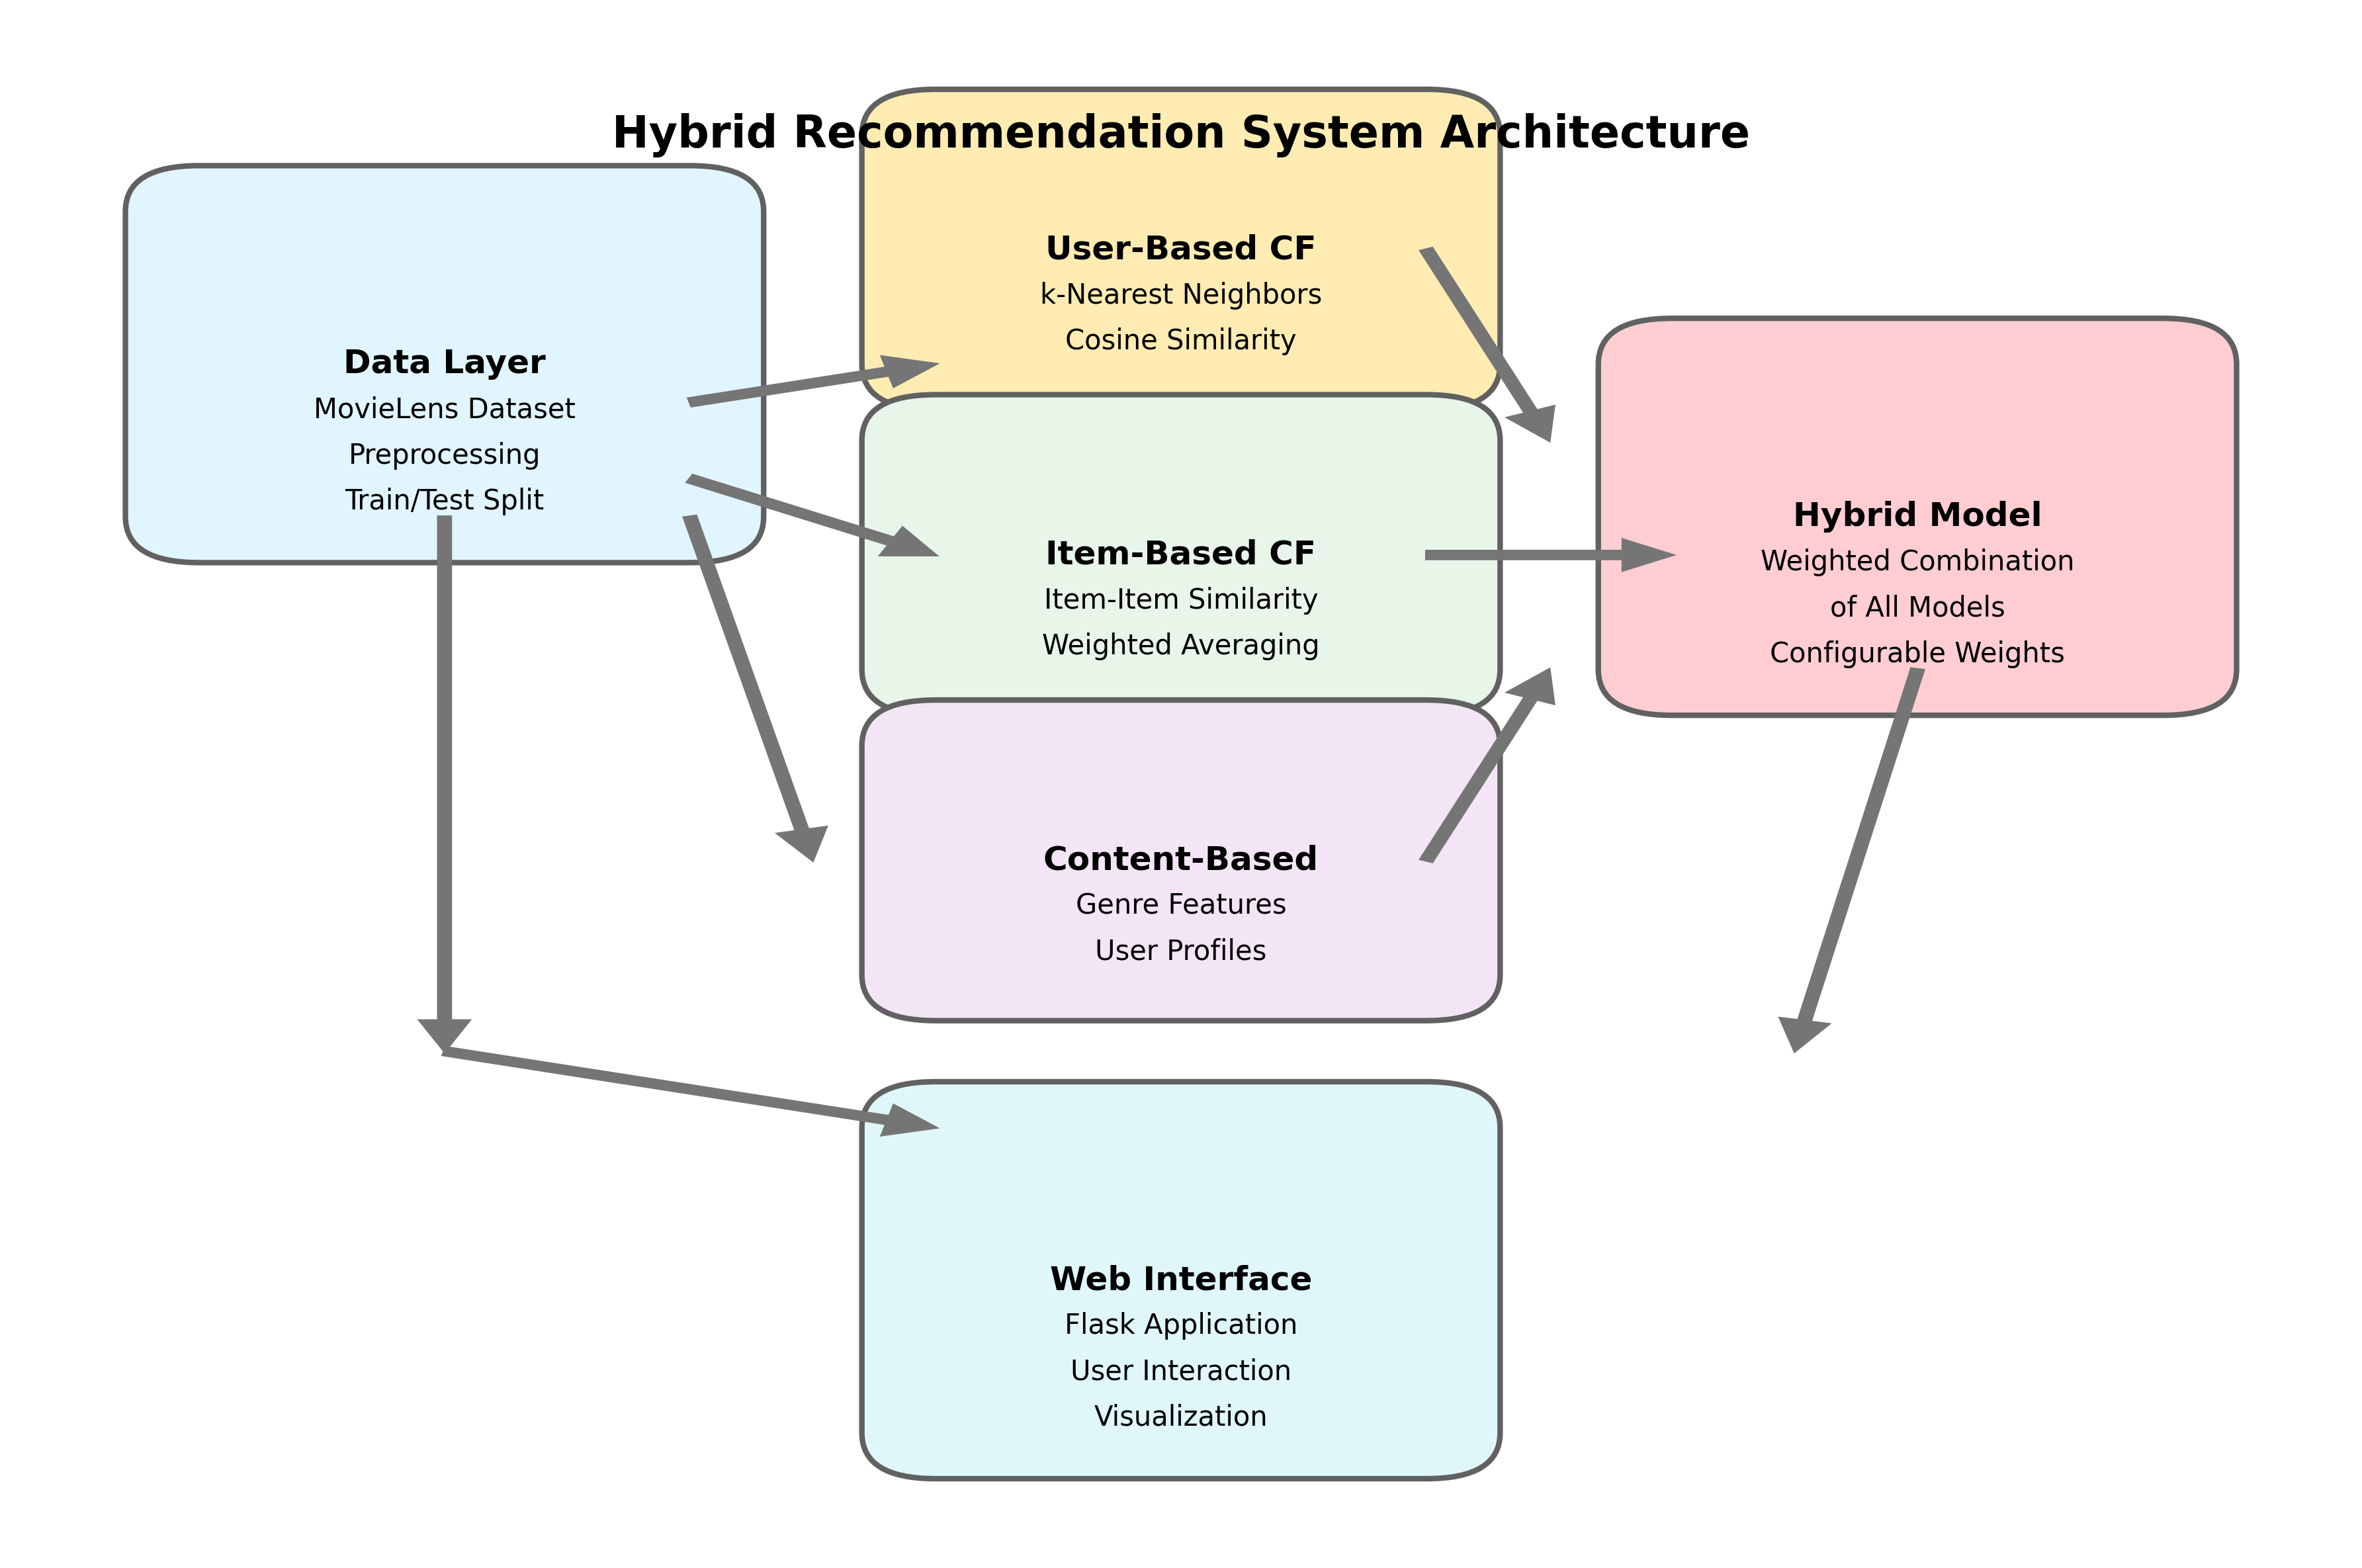 Hybrid Recommendation System Architecture
Data Layer
MovieLens Dataset
Preprocessing
Train/Test Split
User-Based CF
k-Nearest Neighbors
Cosine Similarity
Item-Based CF
Item-Item Similarity
Weighted Averaging
Content-Based
Genre Features
User Profiles
Hybrid Model
Weighted Combination
of All Models
Configurable Weights
Web Interface
Flask Application
User Interaction
Visualization